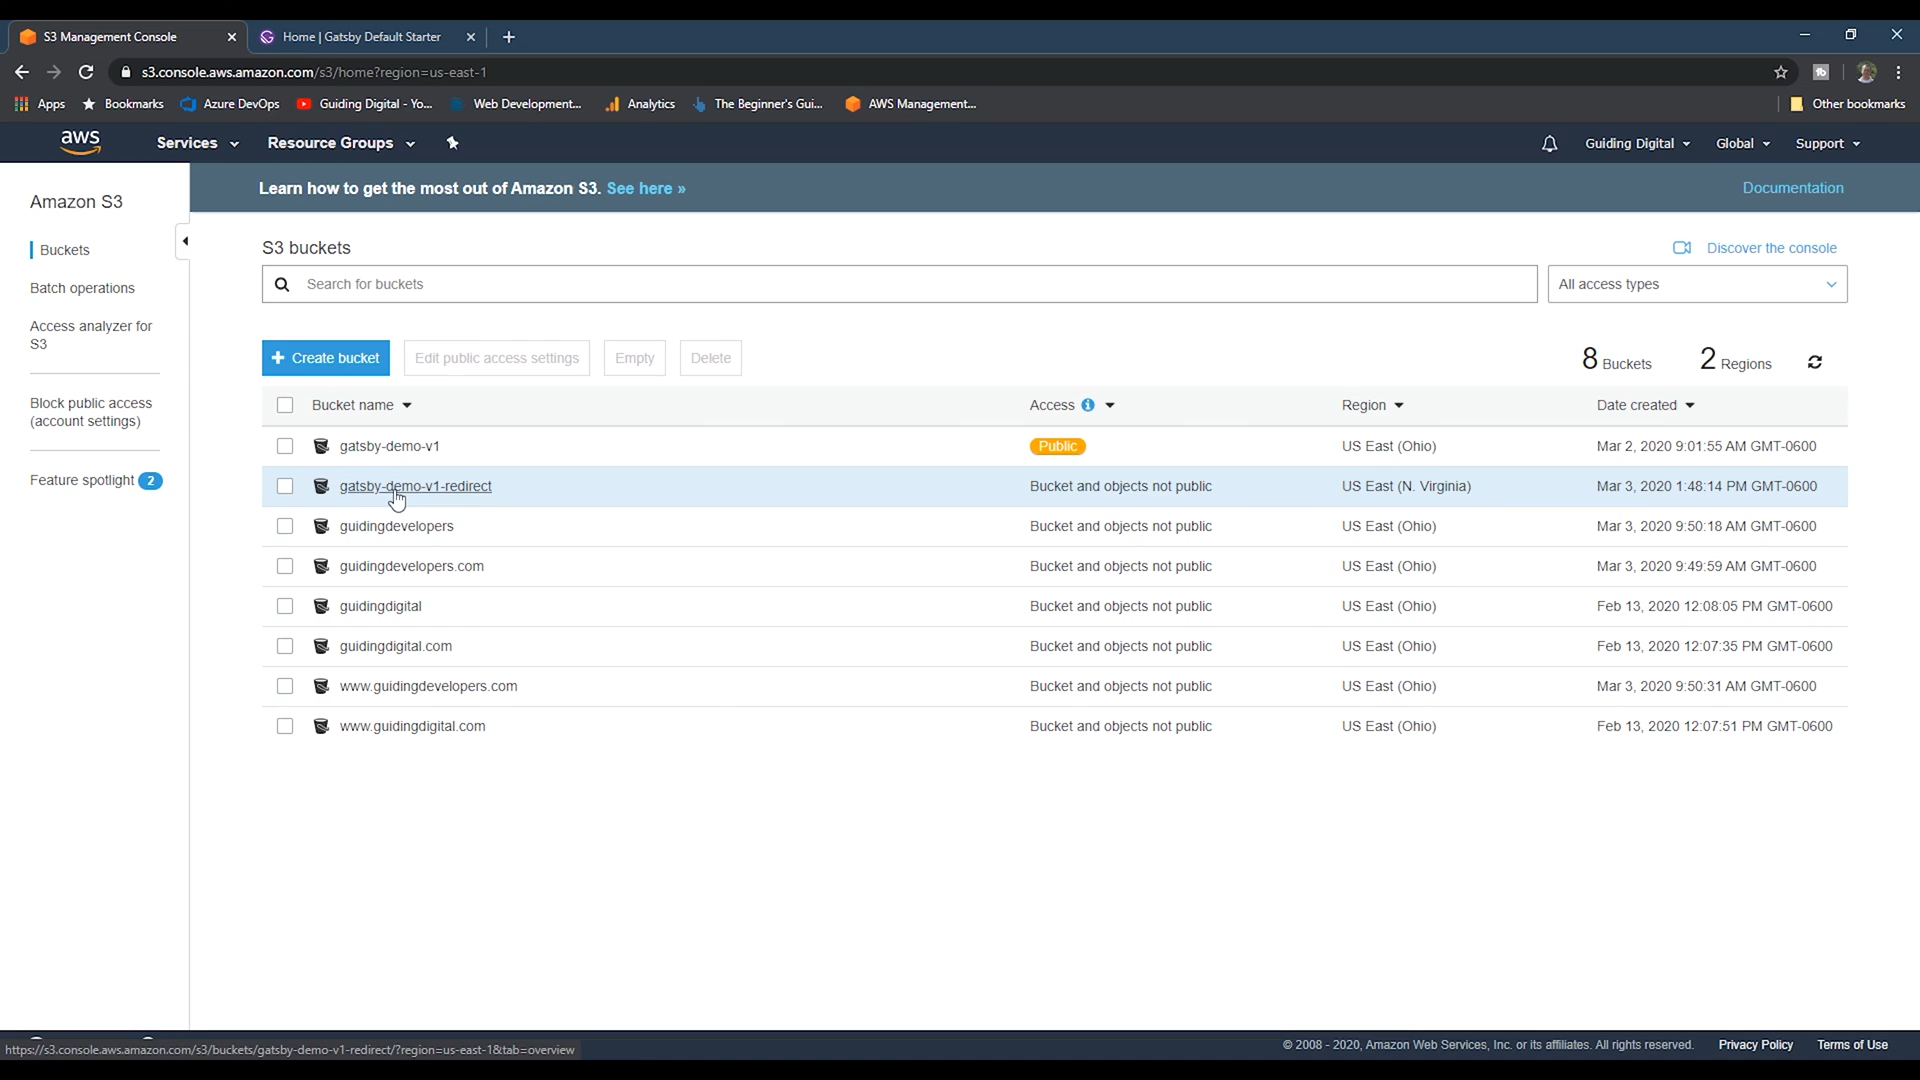 S3 Management Console
Home | Gatsby Default Starter
s3.console.aws.amazon.com/s3/home?region=us-east-1
Apps
Bookmarks
Azure DevOps
Guiding Digital - Yo...
Web Development...
Analytics
The Beginner's Gui...
AWS Management...
Other bookmarks
aws
Services
Resource Groups
Guiding Digital
Global
Support
Learn how to get the most out of Amazon S3. See here »
Documentation
Amazon S3
Buckets
Batch operations
Access analyzer for
S3
Block public access
(account settings)
Feature spotlight 2
S3 buckets
Discover the console
Search for buckets
All access types
+ Create bucket
Edit public access settings
Empty
Delete
8 Buckets
2 Regions
Bucket name Access Region Date created
gatsby-demo-v1 Public US East (Ohio) Mar 2, 2020 9:01:55 AM GMT-0600
gatsby-demo-v1-redirect Bucket and objects not public US East (N. Virginia) Mar 3, 2020 1:48:14 PM GMT-0600
guidingdevelopers Bucket and objects not public US East (Ohio) Mar 3, 2020 9:50:18 AM GMT-0600
guidingdevelopers.com Bucket and objects not public US East (Ohio) Mar 3, 2020 9:49:59 AM GMT-0600
guidingdigital Bucket and objects not public US East (Ohio) Feb 13, 2020 12:08:05 PM GMT-0600
guidingdigital.com Bucket and objects not public US East (Ohio) Feb 13, 2020 12:07:35 PM GMT-0600
www.guidingdevelopers.com Bucket and objects not public US East (Ohio) Mar 3, 2020 9:50:31 AM GMT-0600
www.guidingdigital.com Bucket and objects not public US East (Ohio) Feb 13, 2020 12:07:51 PM GMT-0600
https://s3.console.aws.amazon.com/s3/buckets/gatsby-demo-v1-redirect/?region=us-east-1&tab=overview
© 2008 - 2020, Amazon Web Services, Inc. or its affiliates. All rights reserved.
Privacy Policy
Terms of Use